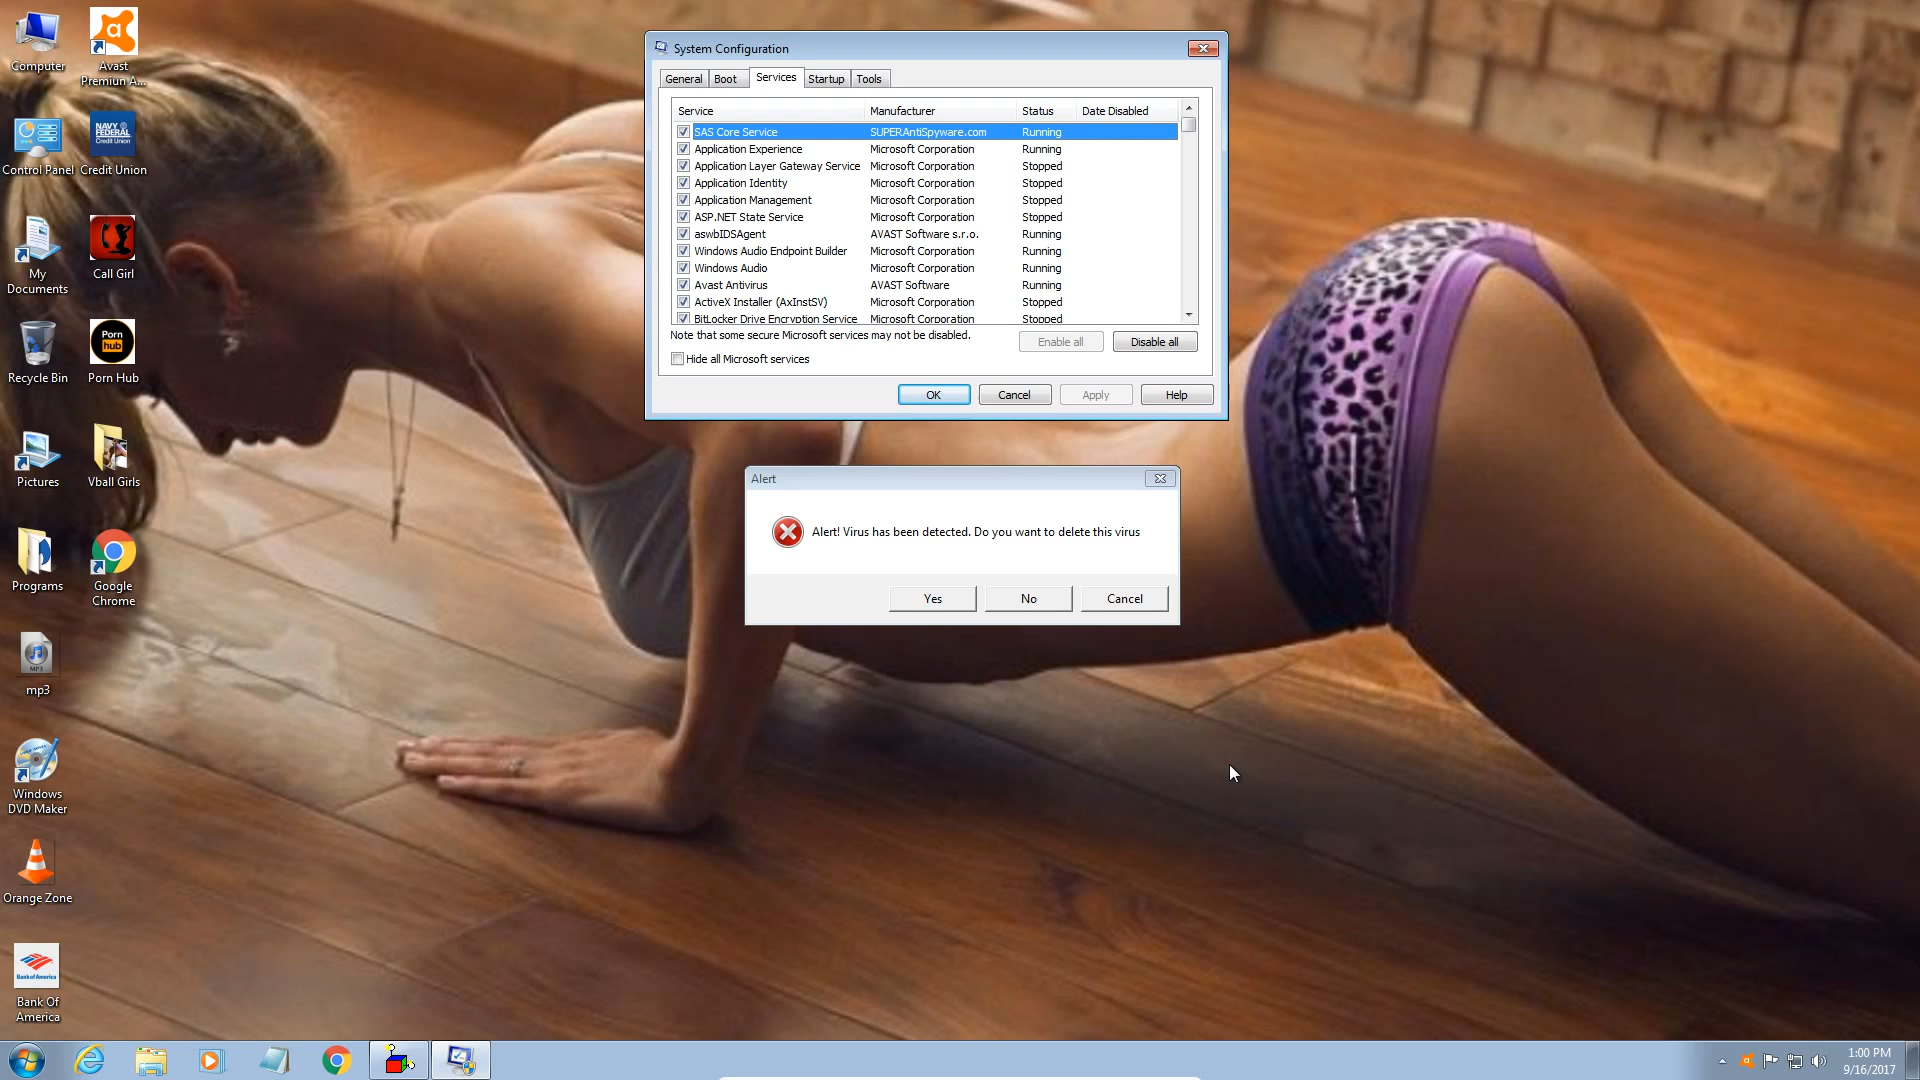 Computer
Avast
Premiun A...
Control Panel
NAVY
FEDERAL
Credit Union
Credit Union
My
Documents
Call Girl
Recycle Bin
Porn
hub
Porn Hub
Pictures
Vball Girls
Programs
Google
Chrome
MP3
mp3
Windows
DVD Maker
Orange Zone
Bank of America
Bank Of
America
System Configuration
General Boot Services Startup Tools
Service Manufacturer Status Date Disabled
SAS Core Service SUPERAntiSpyware.com Running
Application Experience Microsoft Corporation Running
Application Layer Gateway Service Microsoft Corporation Stopped
Application Identity Microsoft Corporation Stopped
Application Management Microsoft Corporation Stopped
ASP.NET State Service Microsoft Corporation Stopped
aswbIDSAgent AVAST Software s.r.o. Running
Windows Audio Endpoint Builder Microsoft Corporation Running
Windows Audio Microsoft Corporation Running
Avast Antivirus AVAST Software Running
ActiveX Installer (AxInstSV) Microsoft Corporation Stopped
BitLocker Drive Encryption Service Microsoft Corporation Stopped
Note that some secure Microsoft services may not be disabled.
Enable all Disable all
Hide all Microsoft services
OK Cancel Apply Help
Alert
Alert! Virus has been detected. Do you want to delete this virus
Yes No Cancel
1:00 PM
9/16/2017